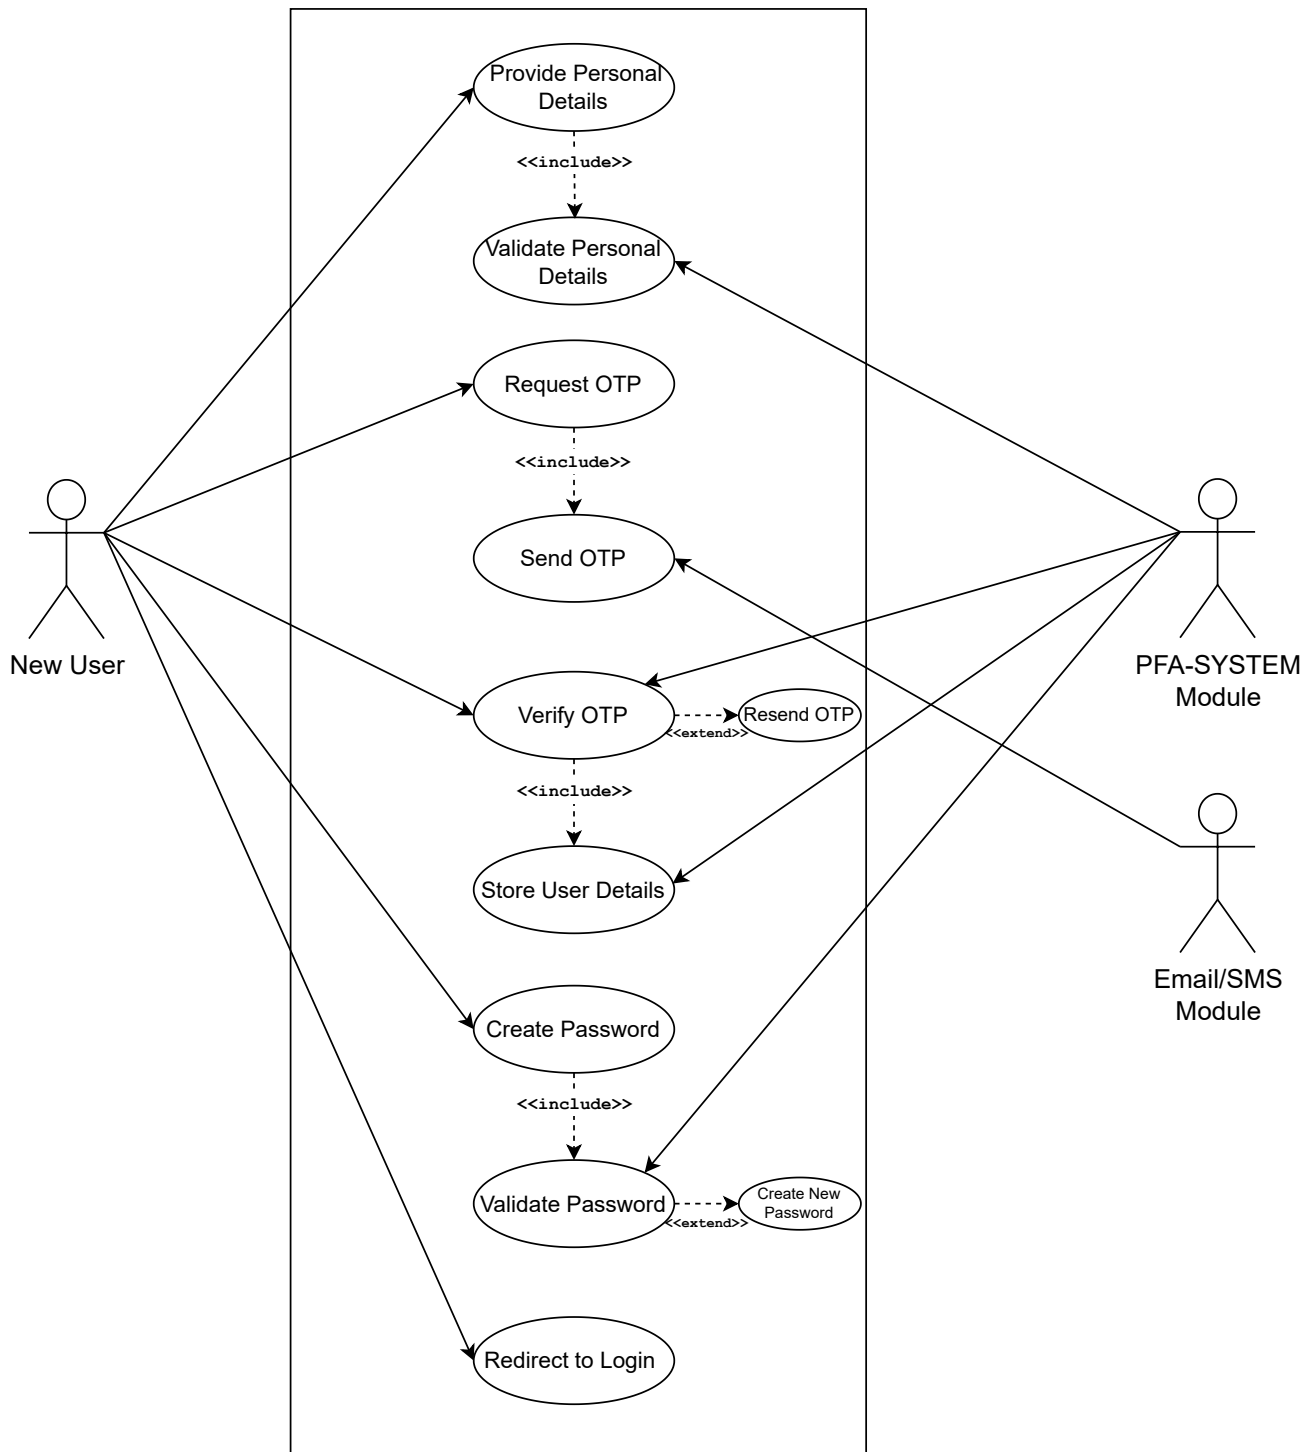 Provide Personal
Details
<<include>>
Validate Personal
Details
Request OTP
<<include>>
Send OTP
New User
PFA-SYSTEM
Module
Verify OTP
Resend OTP
<<extend>>
<<include>>
Store User Details
Email/SMS
Module
Create Password
<<include>>
Validate Password
Create New
Password
<<extend>>
Redirect to Login